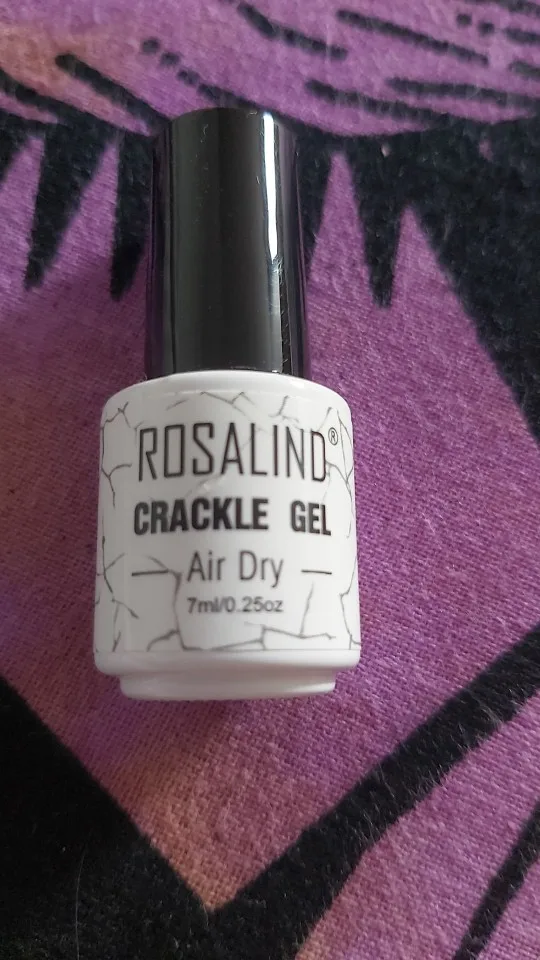 ROSALIND®
CRACKLE GEL
Air Dry
7ml/0.25oz